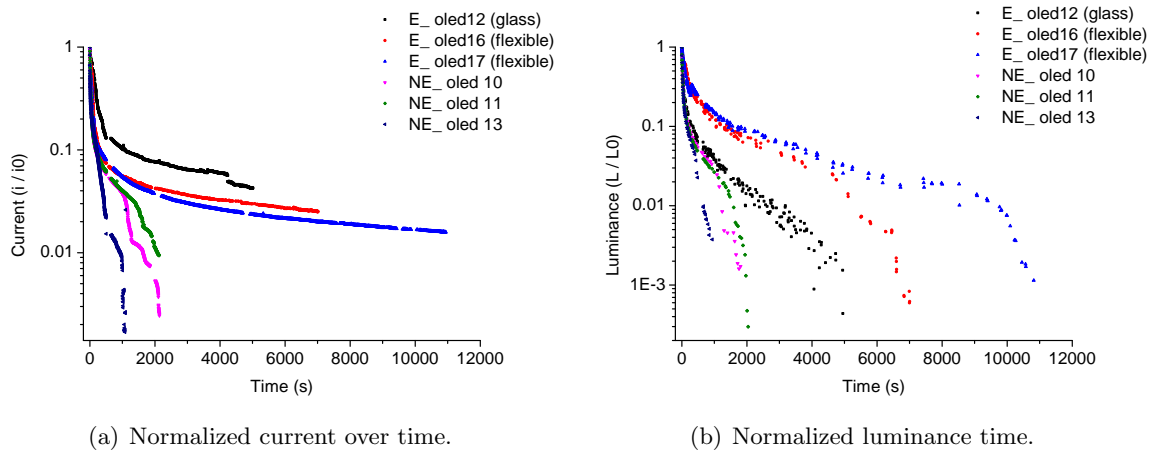 E_ oled12 (glass)
E_ oled16 (flexible)
E_ oled17 (flexible)
NE_ oled 10
NE_ oled 11
NE_ oled 13
1
0.1
0.01
Current (i / i0)
0 2000 4000 6000 8000 10000 12000
Time (s)
(a) Normalized current over time.
E_ oled12 (glass)
E_ oled16 (flexible)
E_ oled17 (flexible)
NE_ oled 10
NE_ oled 11
NE_ oled 13
1
0.1
0.01
1E-3
Luminance (L / L0)
0 2000 4000 6000 8000 10000 12000
Time (s)
(b) Normalized luminance time.